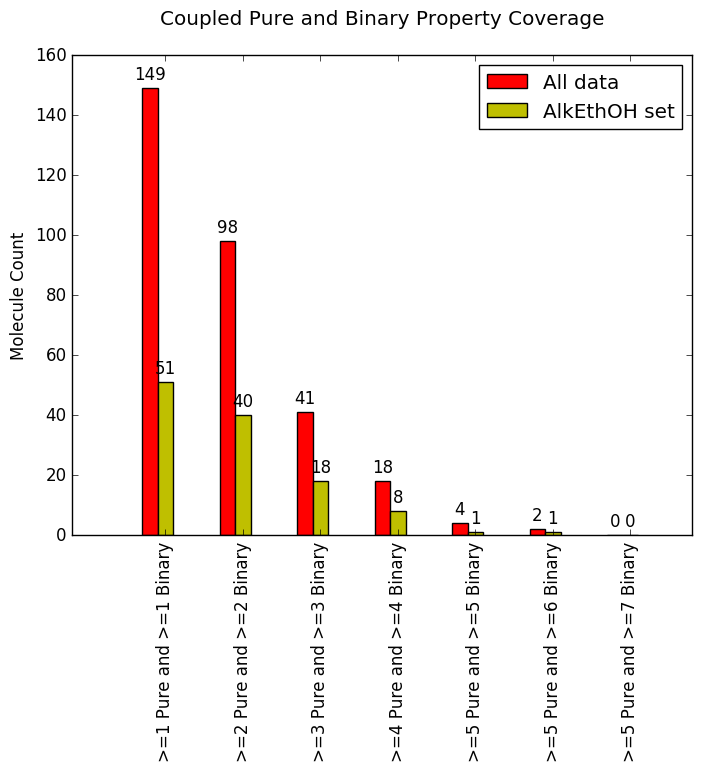 Coupled Pure and Binary Property Coverage
All data
AlkEthOH set
Molecule Count
160
140
120
100
80
60
40
20
0
149
51
98
40
41
18
18
8
4
1
2
1
0
0
>=1 Pure and >=1 Binary
>=2 Pure and >=2 Binary
>=3 Pure and >=3 Binary
>=4 Pure and >=4 Binary
>=5 Pure and >=5 Binary
>=5 Pure and >=6 Binary
>=5 Pure and >=7 Binary